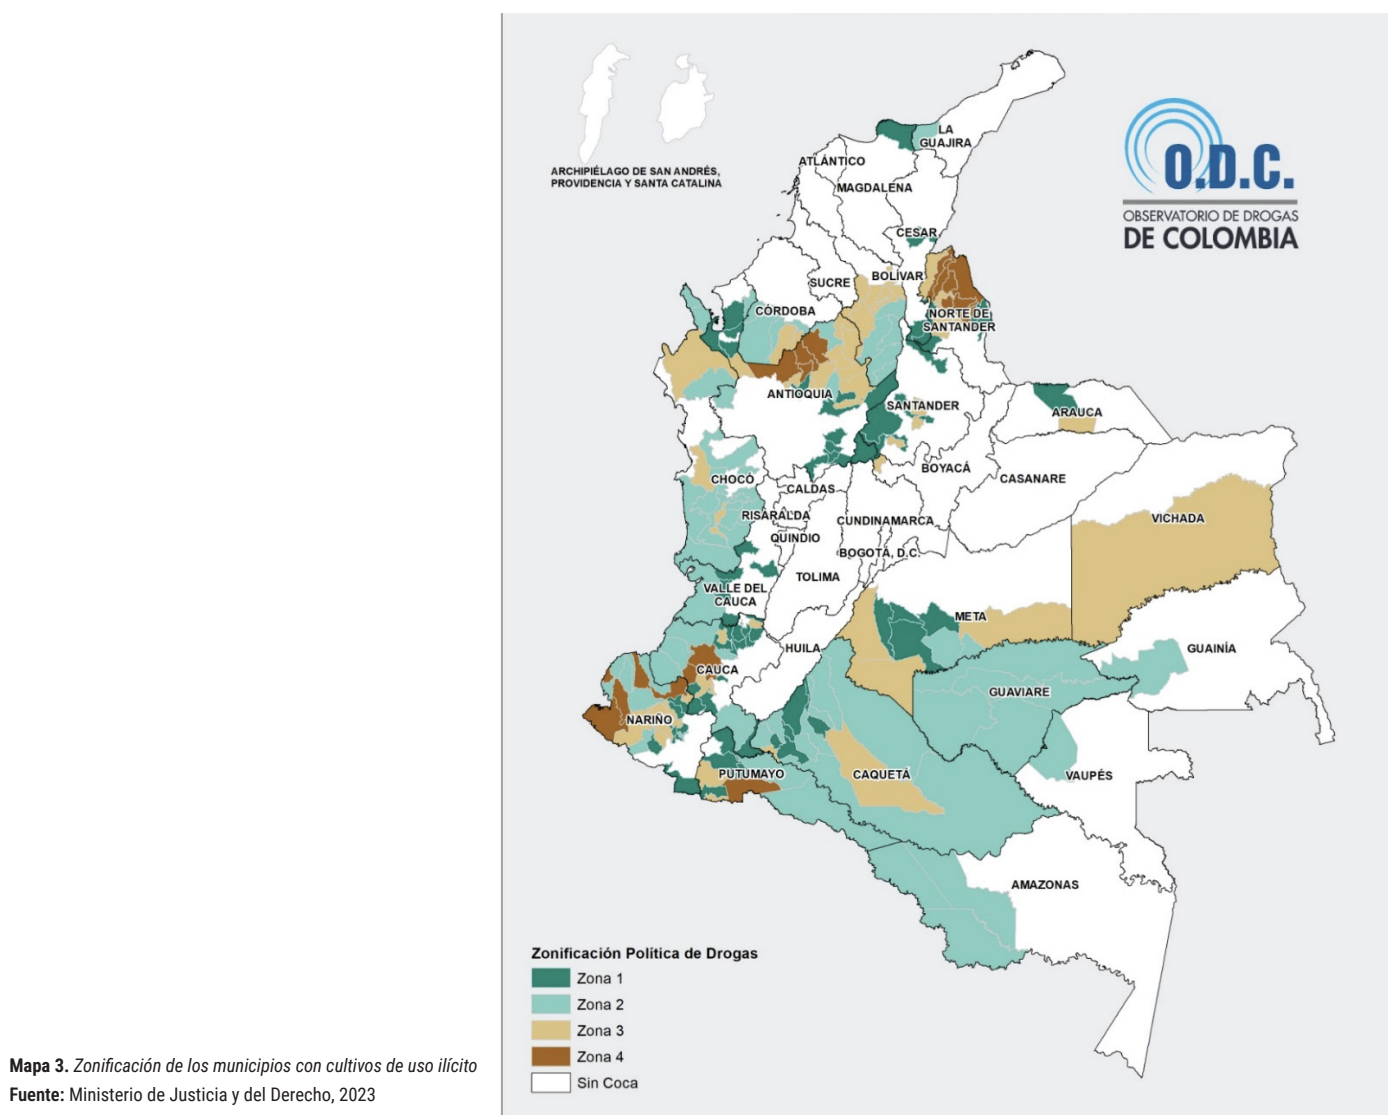 ARCHIPIÉLAGO DE SAN ANDRÉS,
PROVIDENCIA Y SANTA CATALINA
O.D.C.
OBSERVATORIO DE DROGAS
DE COLOMBIA
LA
GUAJIRA
ATLÁNTICO
MAGDALENA
CESAR
BOLÍVAR
SUCRE
CÓRDOBA
NORTE DE
SANTANDER
ANTIOQUIA
SANTANDER
ARAUCA
BOYACÁ
CASANARE
CHOCÓ
CALDAS
RISARALDA
CUNDINAMARCA
VICHADA
QUINDIO
BOGOTÁ, D.C.
TOLIMA
VALLE DEL
CAUCA
META
HUILA
GUAINÍA
CAUCA
GUAVIARE
NARIÑO
PUTUMAYO
CAQUETÁ
VAUPÉS
AMAZONAS
Zonificación Política de Drogas
Zona 1
Zona 2
Zona 3
Zona 4
Sin Coca
Mapa 3. Zonificación de los municipios con cultivos de uso ilícito
Fuente: Ministerio de Justicia y del Derecho, 2023